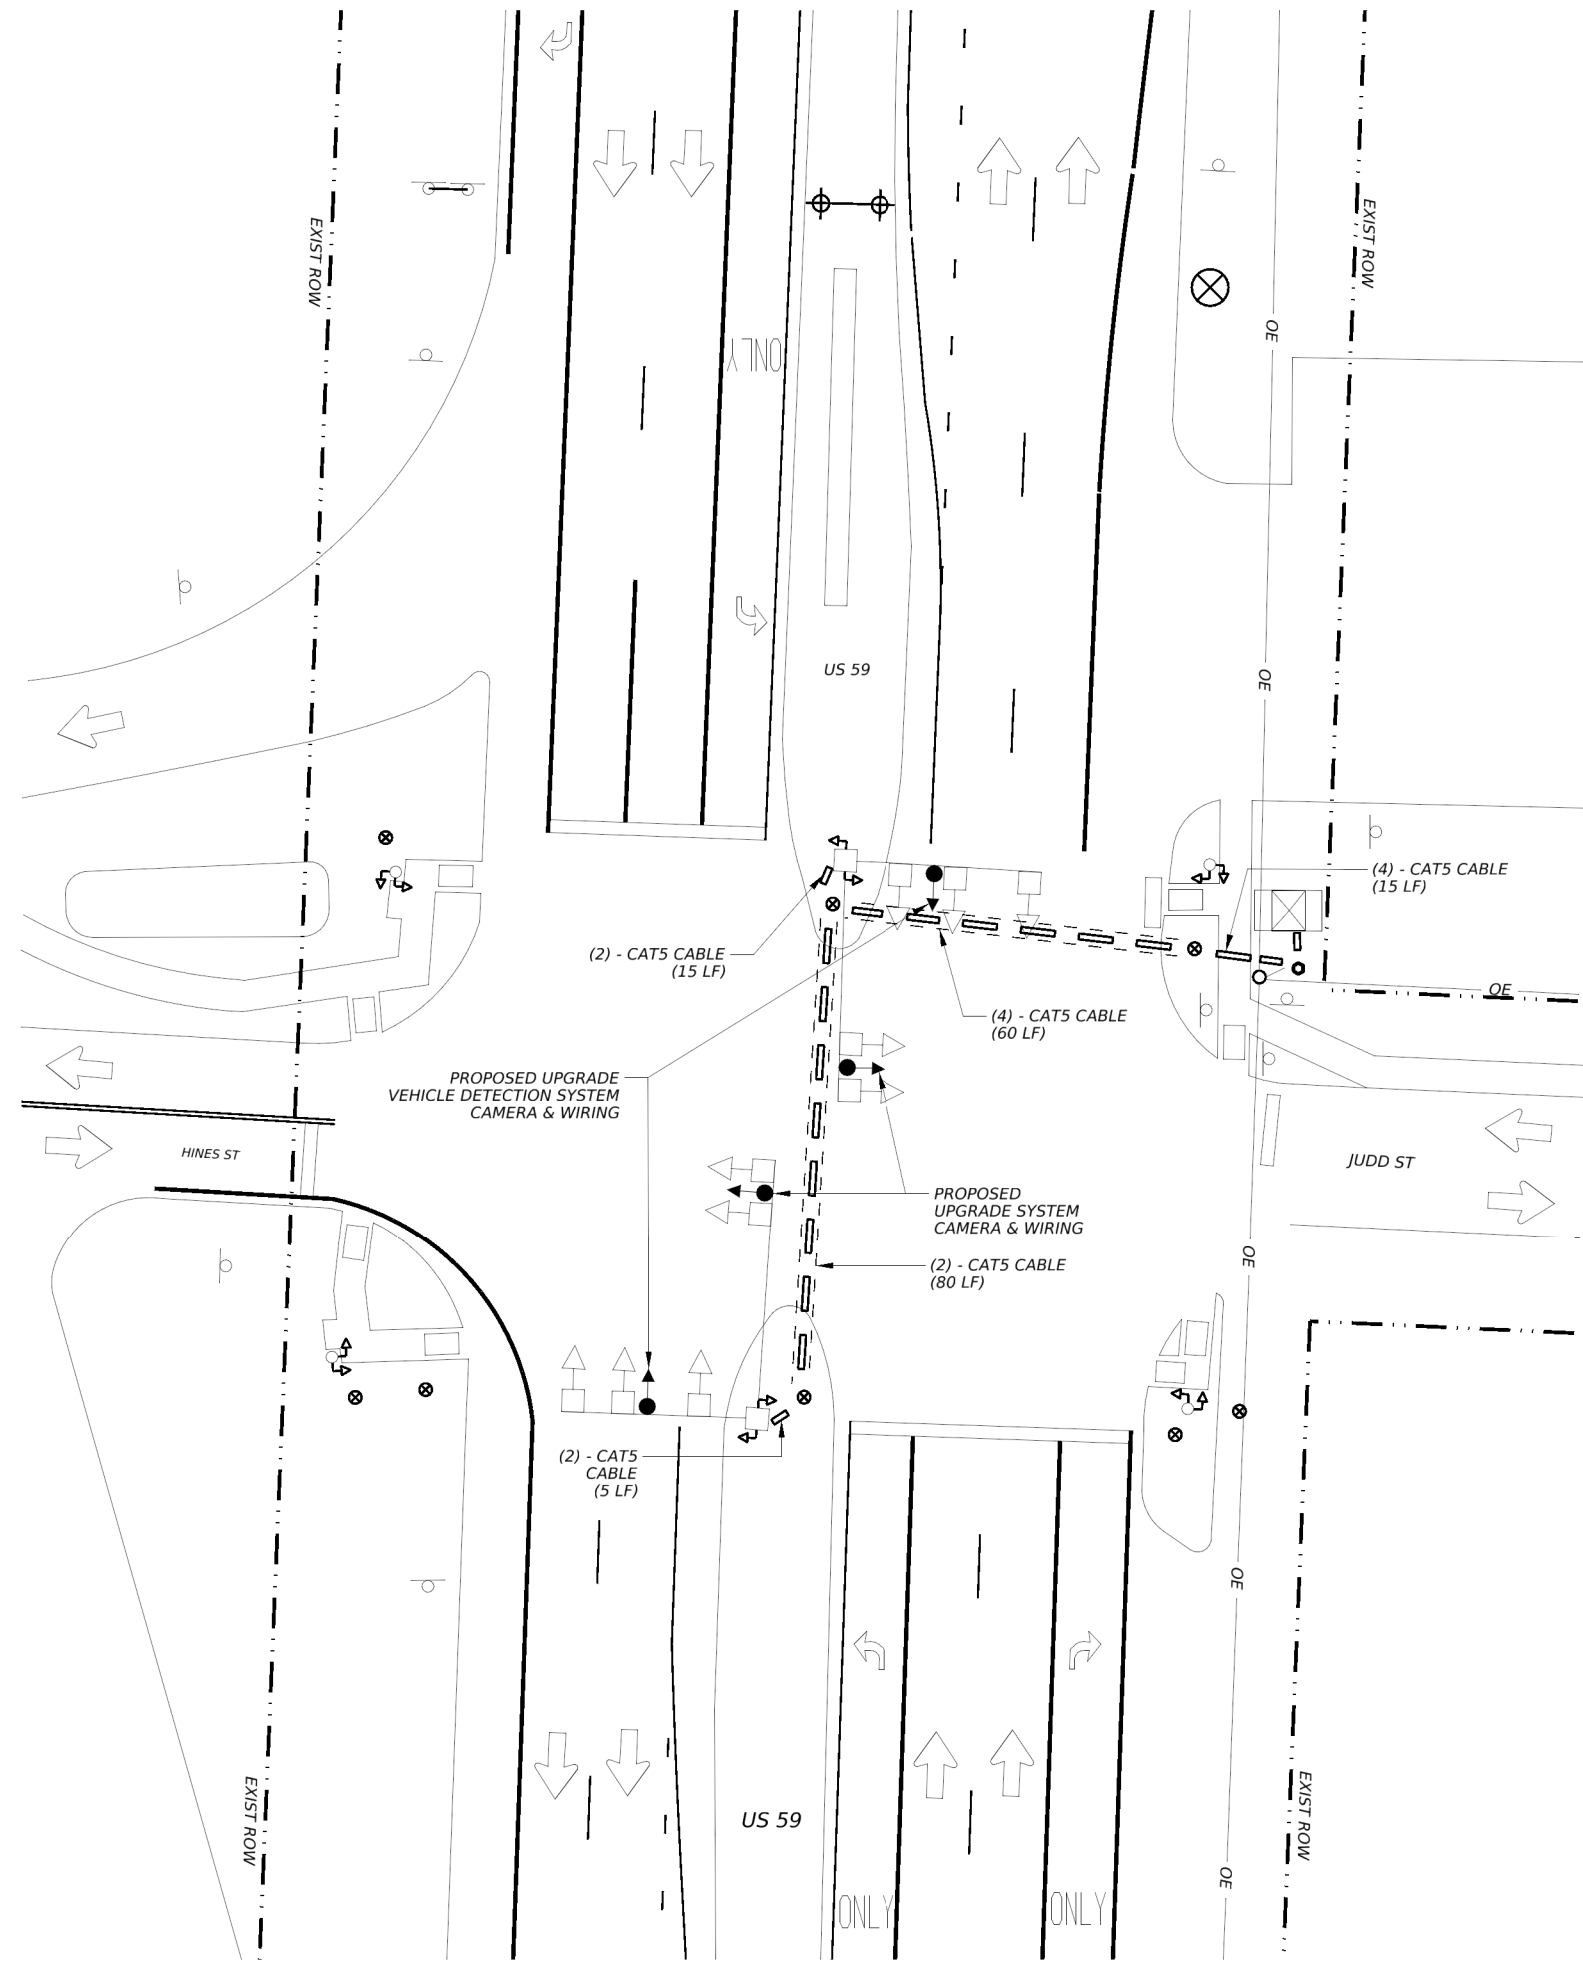 EXIST ROW
EXIST ROW
OE
ONLY
US 59
OE
(4) - CAT5 CABLE
(15 LF)
(2) - CAT5 CABLE
(15 LF)
OE
(4) - CAT5 CABLE
(60 LF)
PROPOSED UPGRADE
VEHICLE DETECTION SYSTEM
CAMERA & WIRING
HINES ST
JUDD ST
PROPOSED
UPGRADE SYSTEM
CAMERA & WIRING
OE
(2) - CAT5 CABLE
(80 LF)
(2) - CAT5
CABLE
(5 LF)
OE
EXIST ROW
US 59
EXIST ROW
OE
ONLY
ONLY